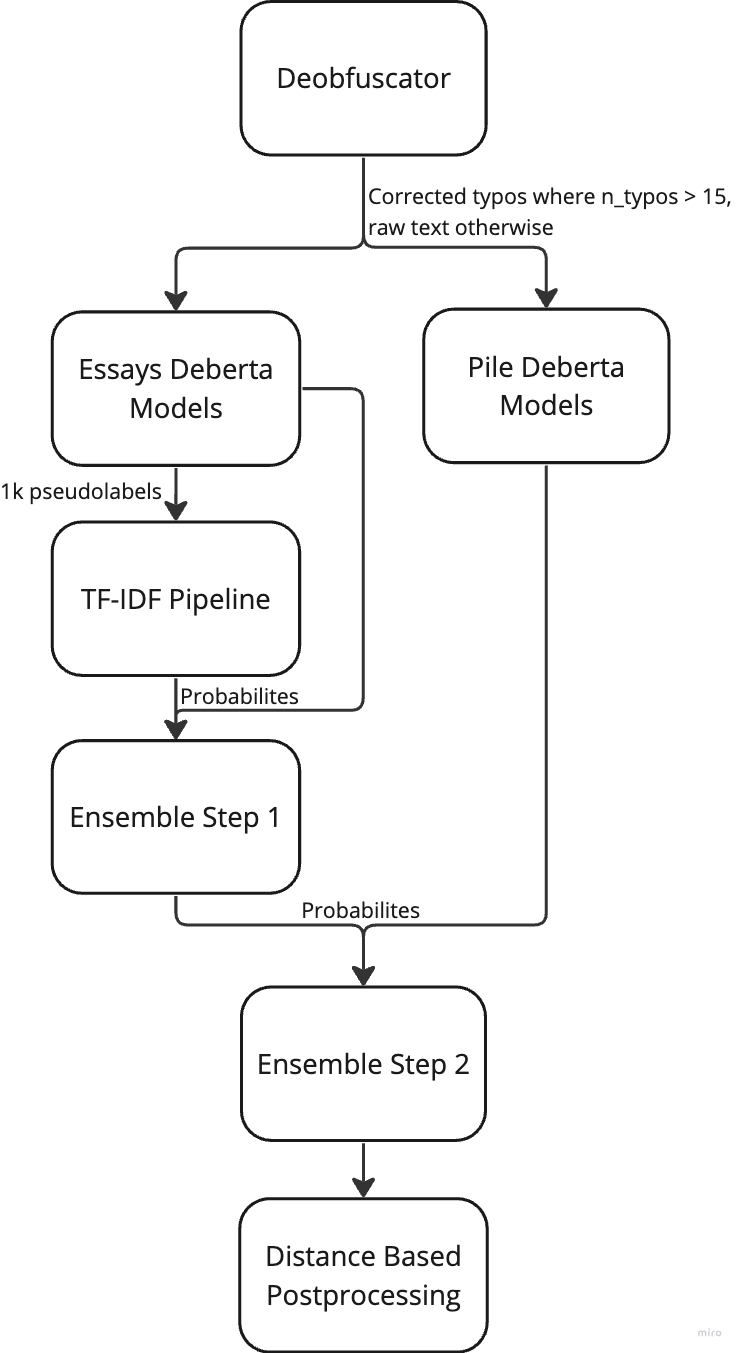 Deobfuscator
Corrected typos where n_typos > 15,
raw text otherwise
Essays Deberta
Models
Pile Deberta
Models
1k pseudolabels
TF-IDF Pipeline
Probabilites
Ensemble Step 1
Probabilites
Ensemble Step 2
Distance Based
Postprocessing
miro